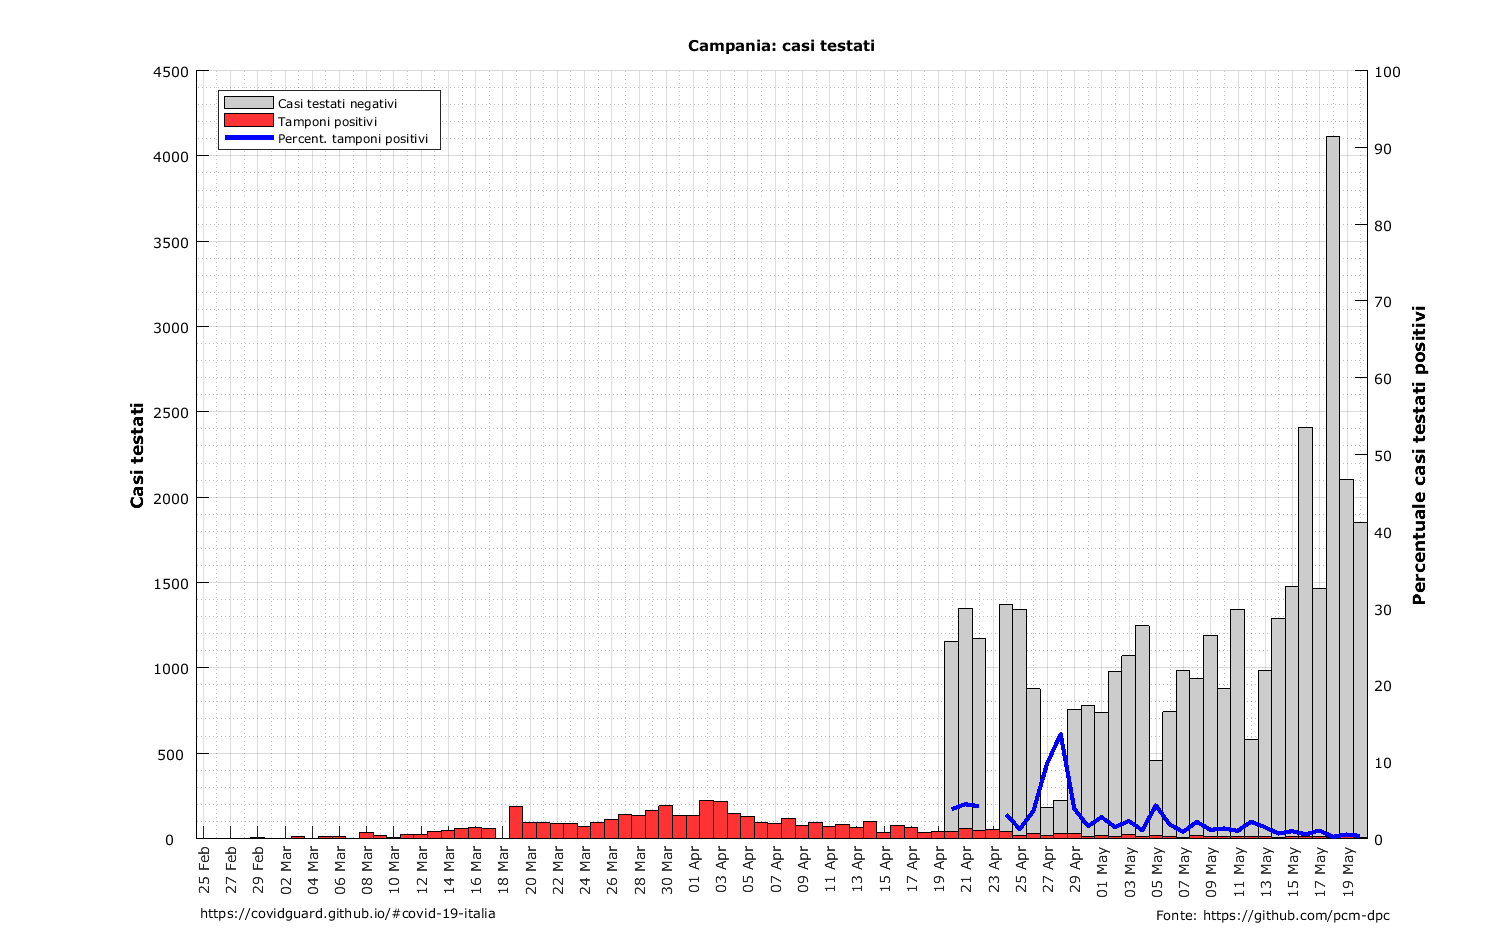 Campania: casi testati
Casi testati negativi
Tamponi positivi
Percent. tamponi positivi
Casi testati
4500
4000
3500
3000
2500
2000
1500
1000
500
0
100
90
80
70
60
50
40
30
20
10
0
Percentuale casi testati positivi
25 Feb
27 Feb
29 Feb
02 Mar
04 Mar
06 Mar
08 Mar
10 Mar
12 Mar
14 Mar
16 Mar
18 Mar
20 Mar
22 Mar
24 Mar
26 Mar
28 Mar
30 Mar
01 Apr
03 Apr
05 Apr
07 Apr
09 Apr
11 Apr
13 Apr
15 Apr
17 Apr
19 Apr
21 Apr
23 Apr
25 Apr
27 Apr
29 Apr
01 May
03 May
05 May
07 May
09 May
11 May
13 May
15 May
17 May
19 May
https://covidguard.github.io/#covid-19-italia
Fonte: https://github.com/pcm-dpc